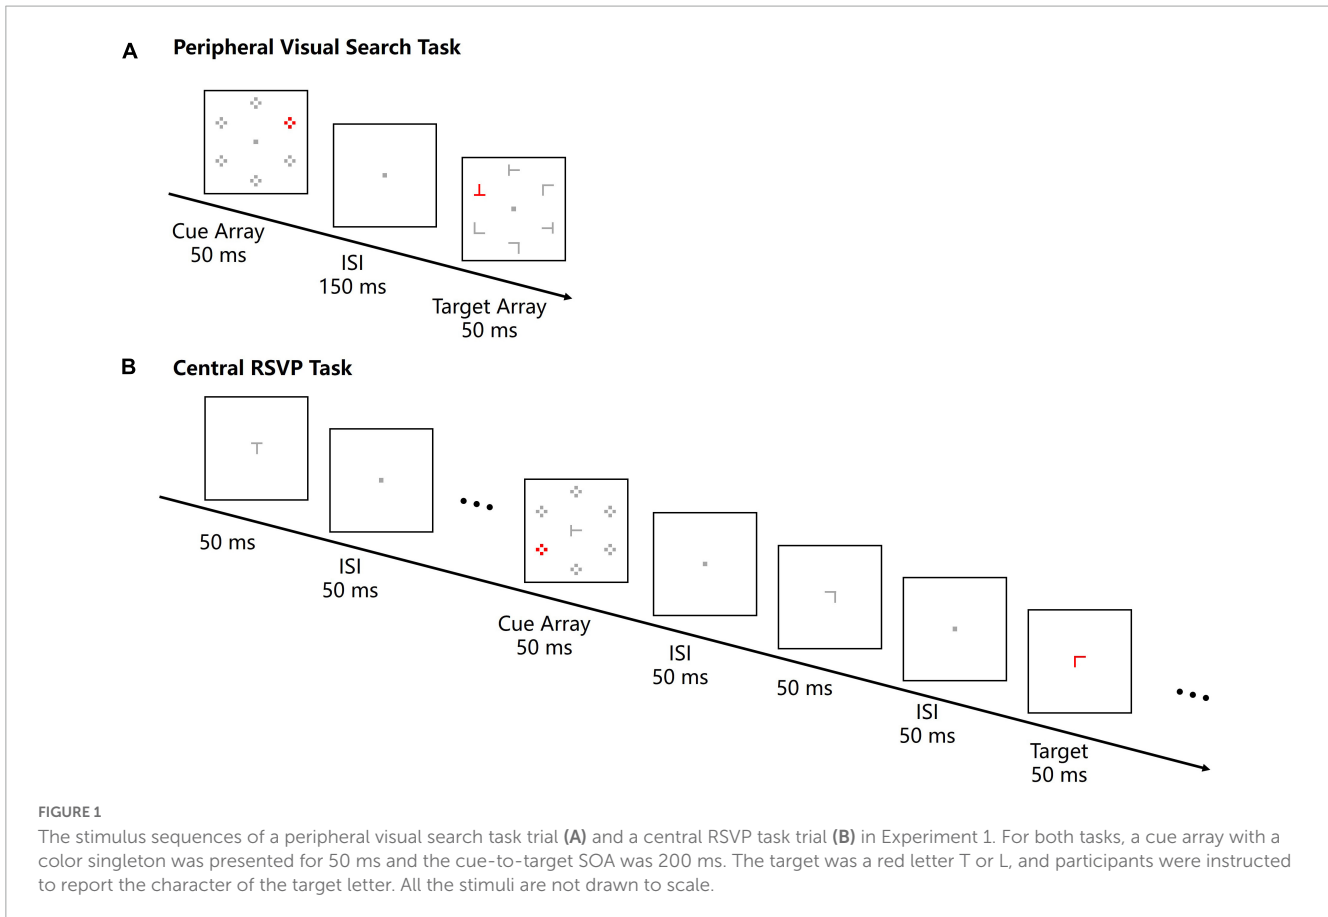 A Peripheral Visual Search Task
Cue Array
50 ms
ISI
150 ms
Target Array
50 ms
B Central RSVP Task
50 ms
ISI
50 ms
Cue Array
50 ms
ISI
50 ms
50 ms
ISI
50 ms
Target
50 ms
FIGURE 1
The stimulus sequences of a peripheral visual search task trial (A) and a central RSVP task trial (B) in Experiment 1. For both tasks, a cue array with a
color singleton was presented for 50 ms and the cue-to-target SOA was 200 ms. The target was a red letter T or L, and participants were instructed
to report the character of the target letter. All the stimuli are not drawn to scale.